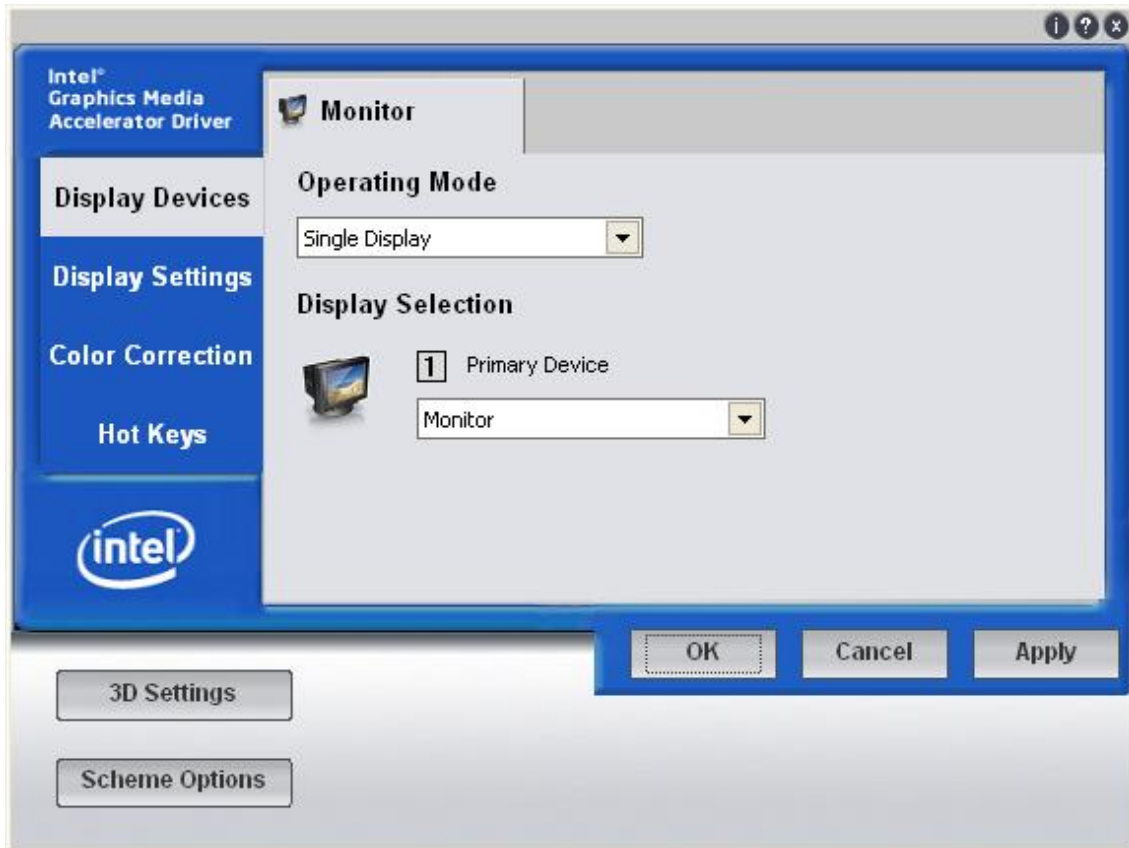 Intel®
Graphics Media
Accelerator Driver
Monitor
Display Devices
Display Settings
Color Correction
Hot Keys
intel
Operating Mode
Single Display
Display Selection
1 Primary Device
Monitor
OK
Cancel
Apply
3D Settings
Scheme Options